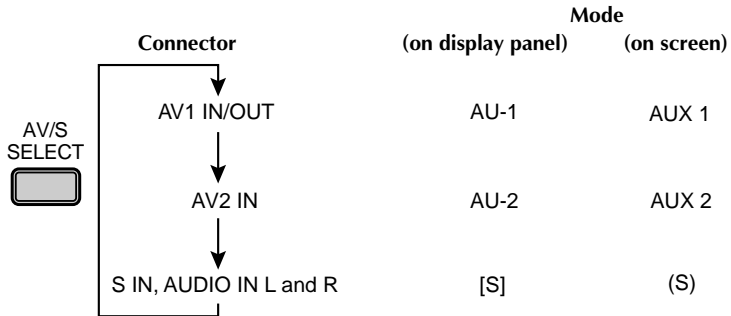 Mode
Connector (on display panel) (on screen)
AV/S
SELECT
AV1 IN/OUT AU-1 AUX 1
AV2 IN AU-2 AUX 2
S IN, AUDIO IN L and R [S] (S)